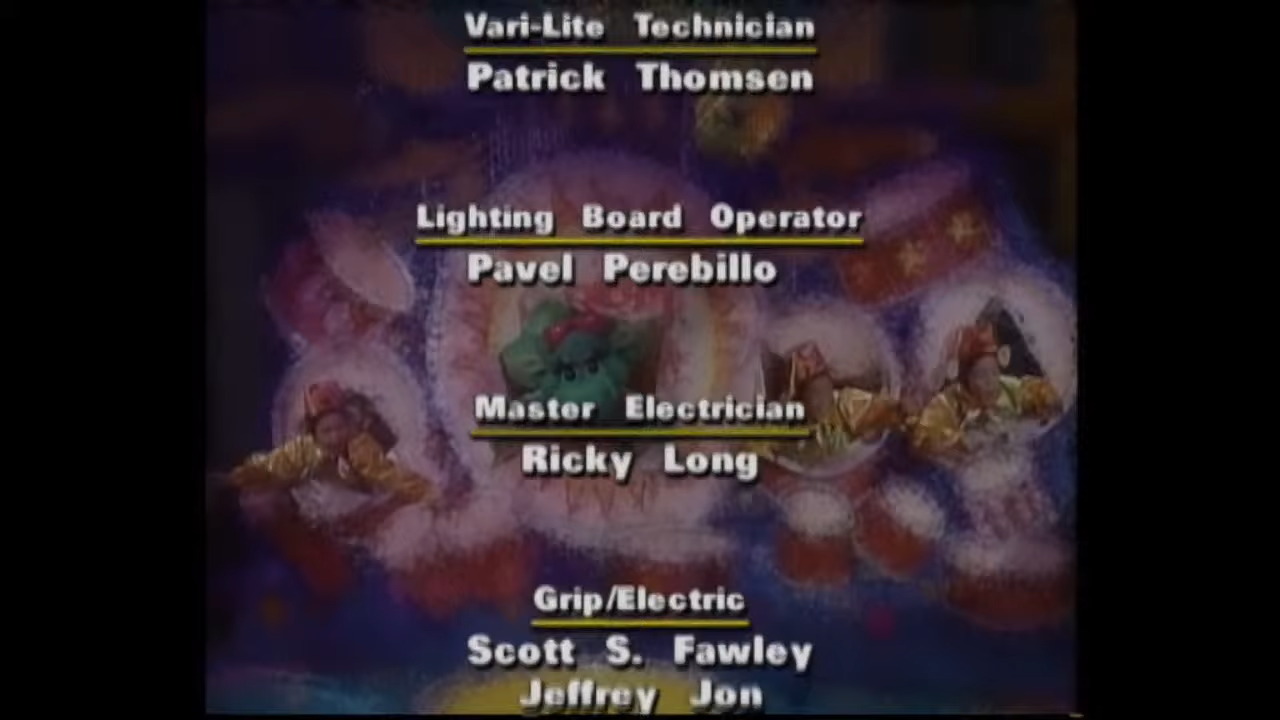 Vari-Lite Technician
Patrick Thomsen
Lighting Board Operator
Pavel Perebillo
Master Electrician
Ricky Long
Grip/Electric
Scott S. Fawley
Jeffrey Jon